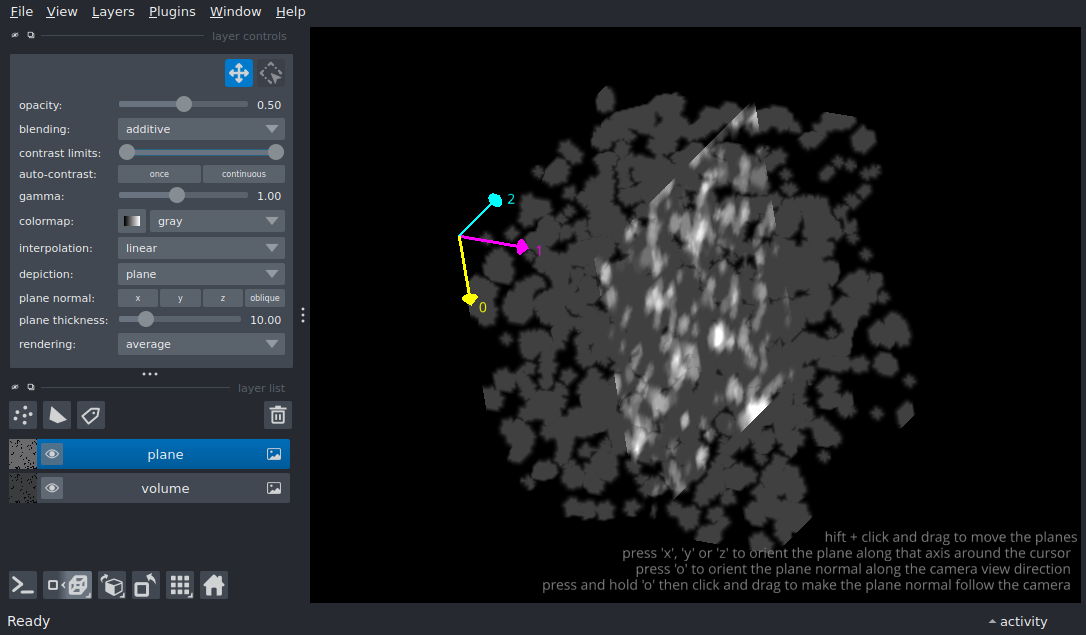 File View Layers Plugins Window Help
layer controls
opacity: 0.50
blending: additive
contrast limits:
auto-contrast: once continuous
gamma: 1.00
colormap: gray
interpolation: linear
depiction: plane
plane normal: x y z oblique
plane thickness: 10.00
rendering: average
layer list
plane
volume
2
1
0
hift + click and drag to move the planes
press 'x', 'y' or 'z' to orient the plane along that axis around the cursor
press 'o' to orient the plane normal along the camera view direction
press and hold 'o' then click and drag to make the plane normal follow the camera
Ready activity